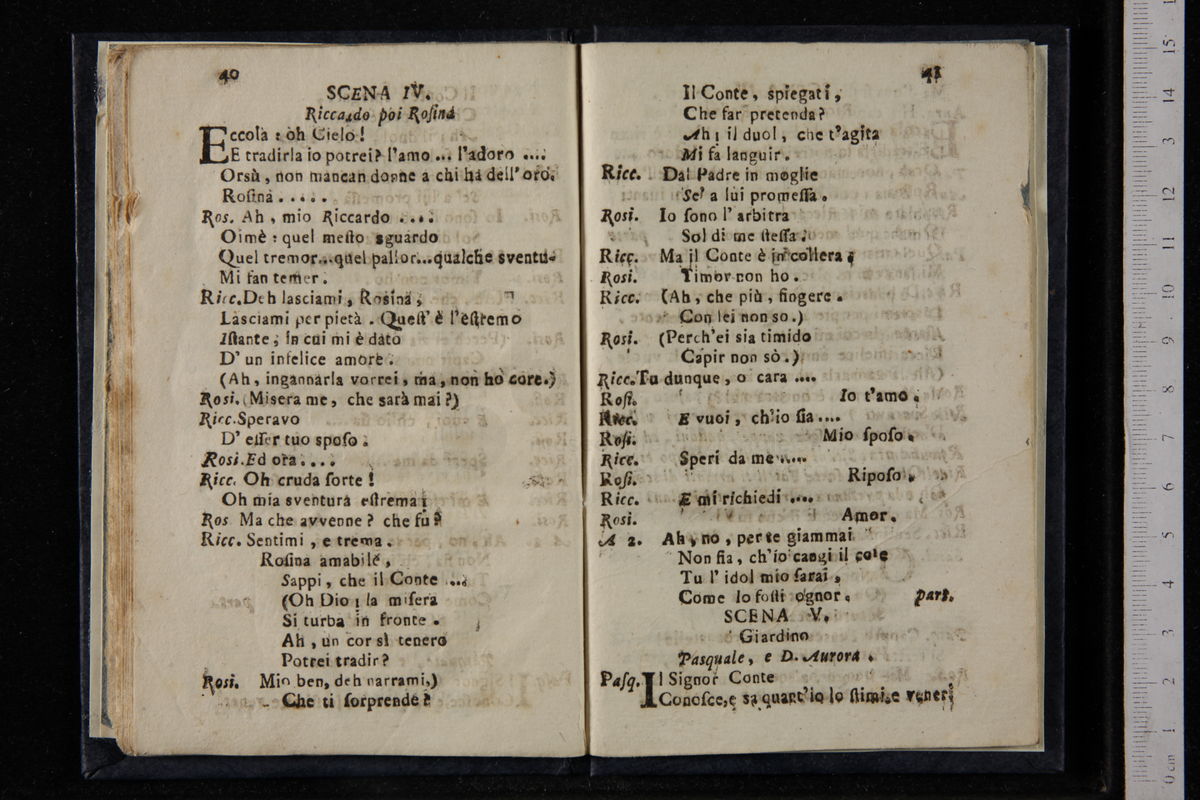 40
SCENA IV.
Riccardo poi Rosina
Eccola : oh Cielo !
E tradirla io potrei? l'amo ... l'adoro ....
Orsù , non mancan donne a chi ha dell' oro.
Rosina . . . . .
Ros. Ah , mio Riccardo . . . .
Oimè : quel mesto sguardo
Quel tremor...quel pallor...qualche sventu-
Mi fan temer .
Ricc.Deh lasciami , Rosina ,
Lasciami per pietà . Quest' è l'estremo
Istante , in cui mi è dato
D' un infelice amore .
(Ah , ingannarla vorrei , ma , non ho core .)
Rosi. (Misera me , che sarà mai ?)
Ricc.Speravo
D' esser tuo sposo .
Rosi.Ed ora . . . .
Ricc. Oh cruda sorte !
Oh mia sventura estrema ;
Ros Ma che avvenne ? che fu ?
Ricc. Sentimi , e trema .
Rosina amabile ,
Sappi , che il Conte ....
(Oh Dio ; la misera
Si turba in fronte .
Ah , un cor sì tenero
Potrei tradir ?
Rosi. Mio ben, deh narrami,)
Che ti sorprende ?
41
Il Conte , spiegati ,
Che far pretenda ?
Ah ; il duol , che t'agita
Mi fa languir .
Ricc. Dal Padre in moglie
Se' a lui promessa .
Rosi. Io sono l' arbitra
Sol di me stessa .
Ricc. Ma il Conte è in collera ;
Rosi. Timor non ho .
Ricc. (Ah , che più , fingere .
Con lei non so .)
Rosi. (Perch'ei sia timido
Capir non sò .)
Ricc.Tu dunque , o cara ....
Rosi. Io t'amo .
Ricc. E vuoi , ch'io sia ....
Rosi. Mio sposo .
Ricc. Speri da me .....
Rosi. Riposo .
Ricc. E mi richiedi ....
Rosi. Amor .
A 2. Ah , no , per te giammai
Non fia , ch'io cangi il core
Tu l' idol mio sarai ,
Come lo fosti ognor . part.
SCENA V.
Giardino
Pasquale, e D. Aurora .
Pasq. Il Signor Conte
Conosce,e sa quant'io lo stimi,e veneri